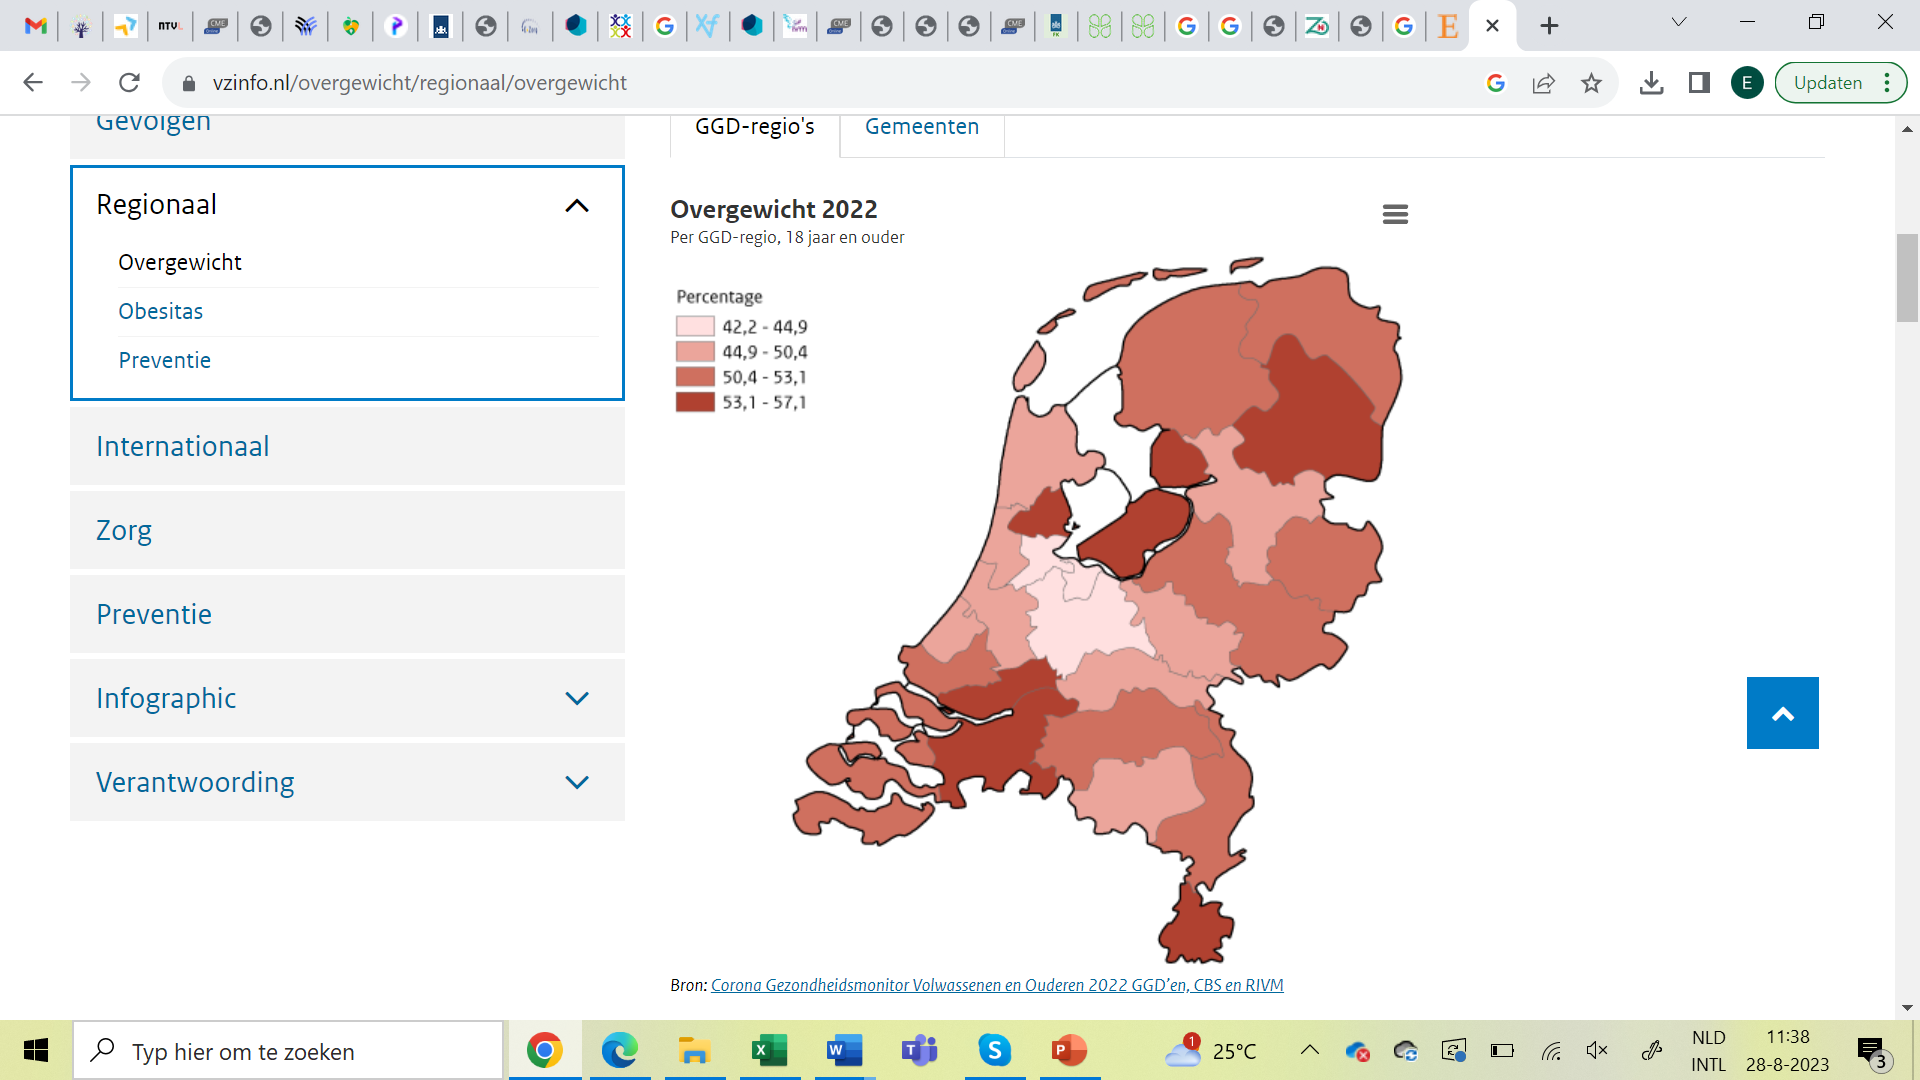 vzinfo.nl/overgewicht/regionaal/overgewicht
E
Updaten
Gevolgen
Regionaal
Overgewicht
Obesitas
Preventie
Internationaal
Zorg
Preventie
Infographic
Verantwoording
GGD-regio's
Gemeenten
Overgewicht 2022
Per GGD-regio, 18 jaar en ouder
Percentage
42,2 - 44,9
44,9 - 50,4
50,4 - 53,1
53,1 - 57,1
Bron: Corona Gezondheidsmonitor Volwassenen en Ouderen 2022 GGD'en, CBS en RIVM
Typ hier om te zoeken
1
25°C
NLD
INTL
11:38
28-8-2023
3